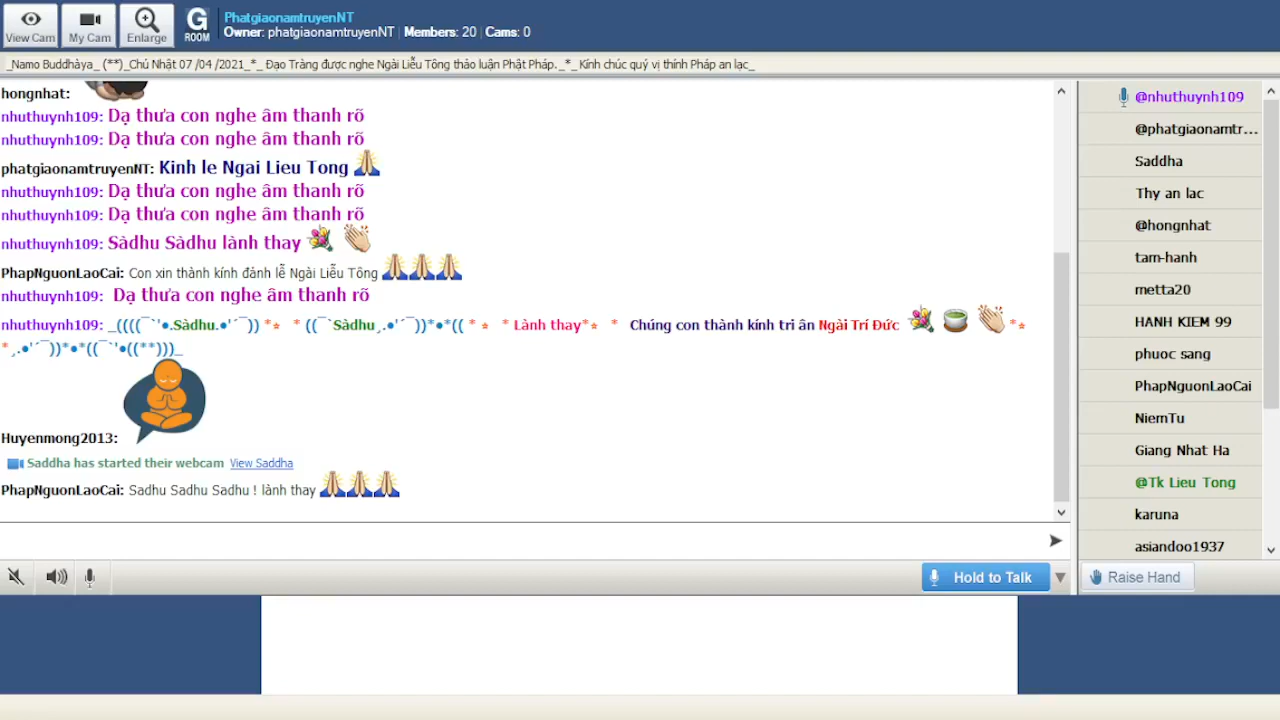 View Cam
My Cam
Enlarge
G
ROOM
PhatgiaonamtruyenNT
Owner: phatgiaonamtruyenNT | Members: 20 | Cams: 0
_Namo Buddhàya_ (**)_Chủ Nhật 07 /04 /2021_*_ Đạo Tràng được nghe Ngài Liễu Tông thảo luận Phật Pháp._*_ Kính chúc quý vị thính Pháp an lạc_
hongnhat:
nhuthuynh109: Dạ thưa con nghe âm thanh rõ
nhuthuynh109: Dạ thưa con nghe âm thanh rõ
phatgiaonamtruyenNT: Kinh le Ngai Lieu Tong
nhuthuynh109: Dạ thưa con nghe âm thanh rõ
nhuthuynh109: Dạ thưa con nghe âm thanh rõ
nhuthuynh109: Sàdhu Sàdhu lành thay
PhapNguonLaoCai: Con xin thành kính đảnh lễ Ngài Liễu Tông
nhuthuynh109: Dạ thưa con nghe âm thanh rõ
nhuthuynh109: _((((¯`'•.Sàdhu.•'´¯)) *⭒ * ((¯`Sàdhu¸.•'´¯))*•*(( * ⭒ * Lành thay*⭒ * Chúng con thành kính tri ân Ngài Trí Đức *⭒
*¸.•'´¯))*•*((¯`'•((**)))_
Huyenmong2013:
Saddha has started their webcam View Saddha
PhapNguonLaoCai: Sadhu Sadhu Sadhu ! lành thay
Hold to Talk
@nhuthuynh109
@phatgiaonamtr...
Saddha
Thy an lac
@hongnhat
tam-hanh
metta20
HANH KIEM 99
phuoc sang
PhapNguonLaoCai
NiemTu
Giang Nhat Ha
@Tk Lieu Tong
karuna
asiandoo1937
Raise Hand